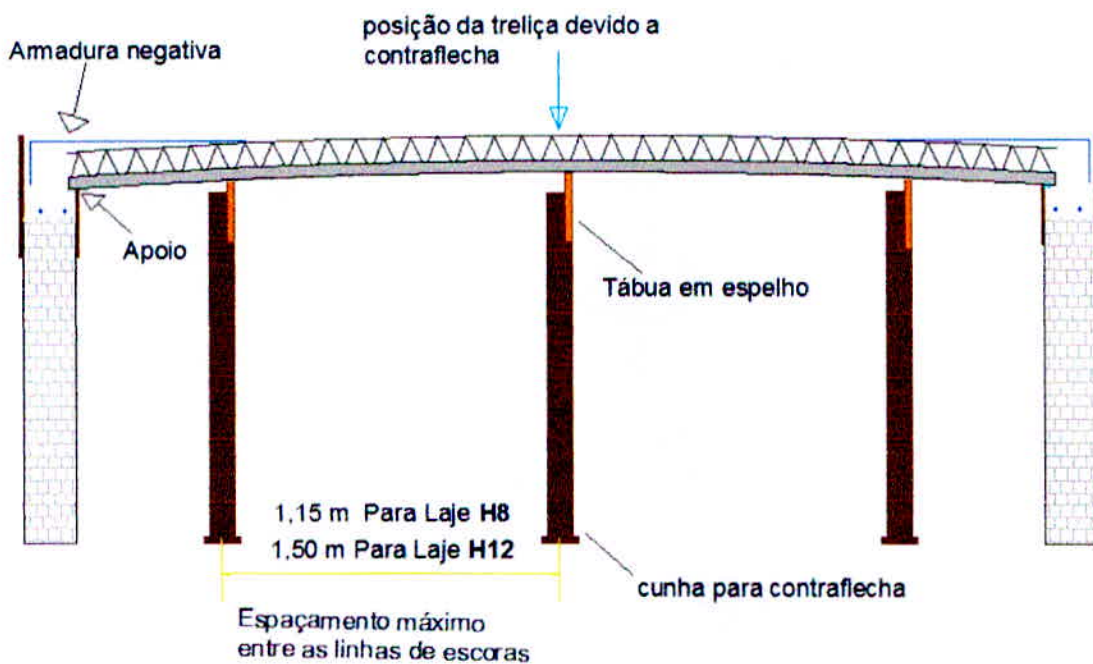 posição da treliça devido a
contraflecha
Armadura negativa
Apoio
Tábua em espelho
1,15 m Para Laje H8
1,50 m Para Laje H12
cunha para contraflecha
Espaçamento máximo
entre as linhas de escoras